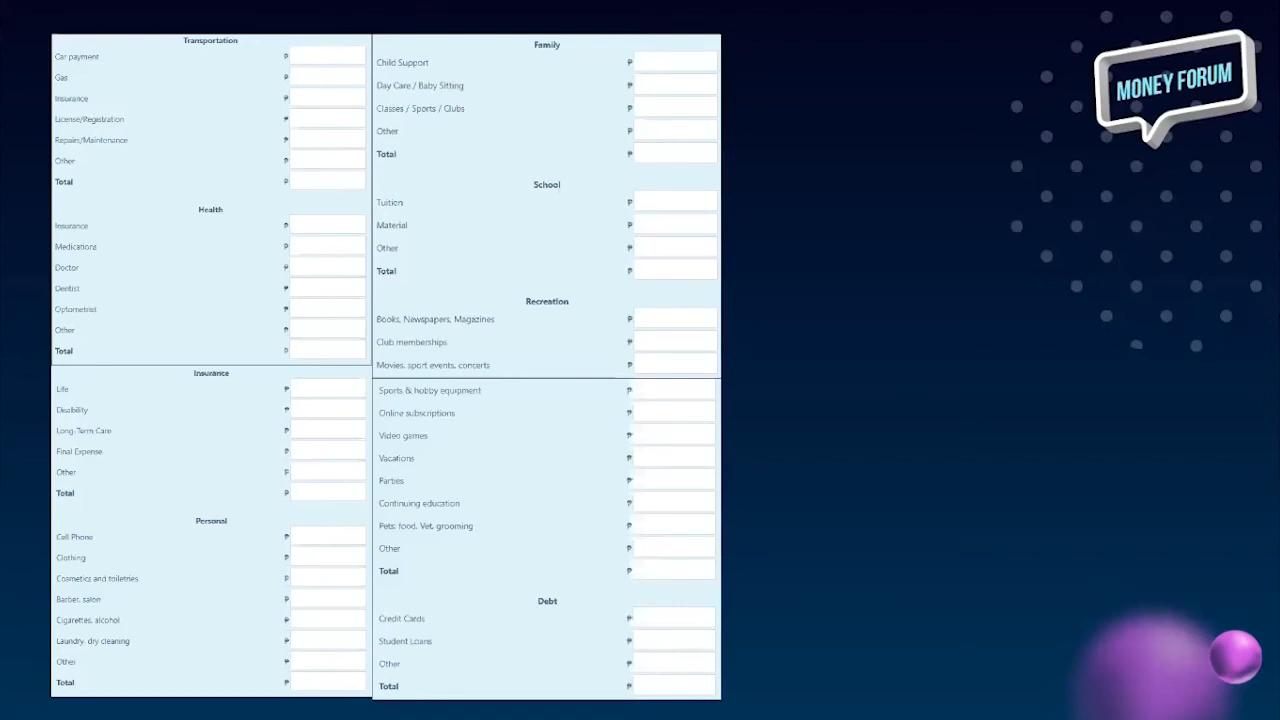 Transportation
Car payment ₱
Gas ₱
Insurance ₱
License/Registration ₱
Repairs/Maintenance ₱
Other ₱
Total ₱
Health
Insurance ₱
Medications ₱
Doctor ₱
Dentist ₱
Optometrist ₱
Other ₱
Total ₱
Insurance
Life ₱
Disability ₱
Long-Term Care ₱
Final Expense ₱
Other ₱
Total ₱
Personal
Cell Phone ₱
Clothing ₱
Cosmetics and toiletries ₱
Barber, salon ₱
Cigarettes, alcohol ₱
Laundry, dry cleaning ₱
Other ₱
Total ₱
Family
Child Support ₱
Day Care / Baby Sitting ₱
Classes / Sports / Clubs ₱
Other ₱
Total ₱
School
Tuition ₱
Material ₱
Other ₱
Total ₱
Recreation
Books, Newspapers, Magazines ₱
Club memberships ₱
Movies, sport events, concerts ₱
Sports & hobby equipment ₱
Online subscriptions ₱
Video games ₱
Vacations ₱
Parties ₱
Continuing education ₱
Pets: food, Vet, grooming ₱
Other ₱
Total ₱
Debt
Credit Cards ₱
Student Loans ₱
Other ₱
Total ₱
MONEY FORUM